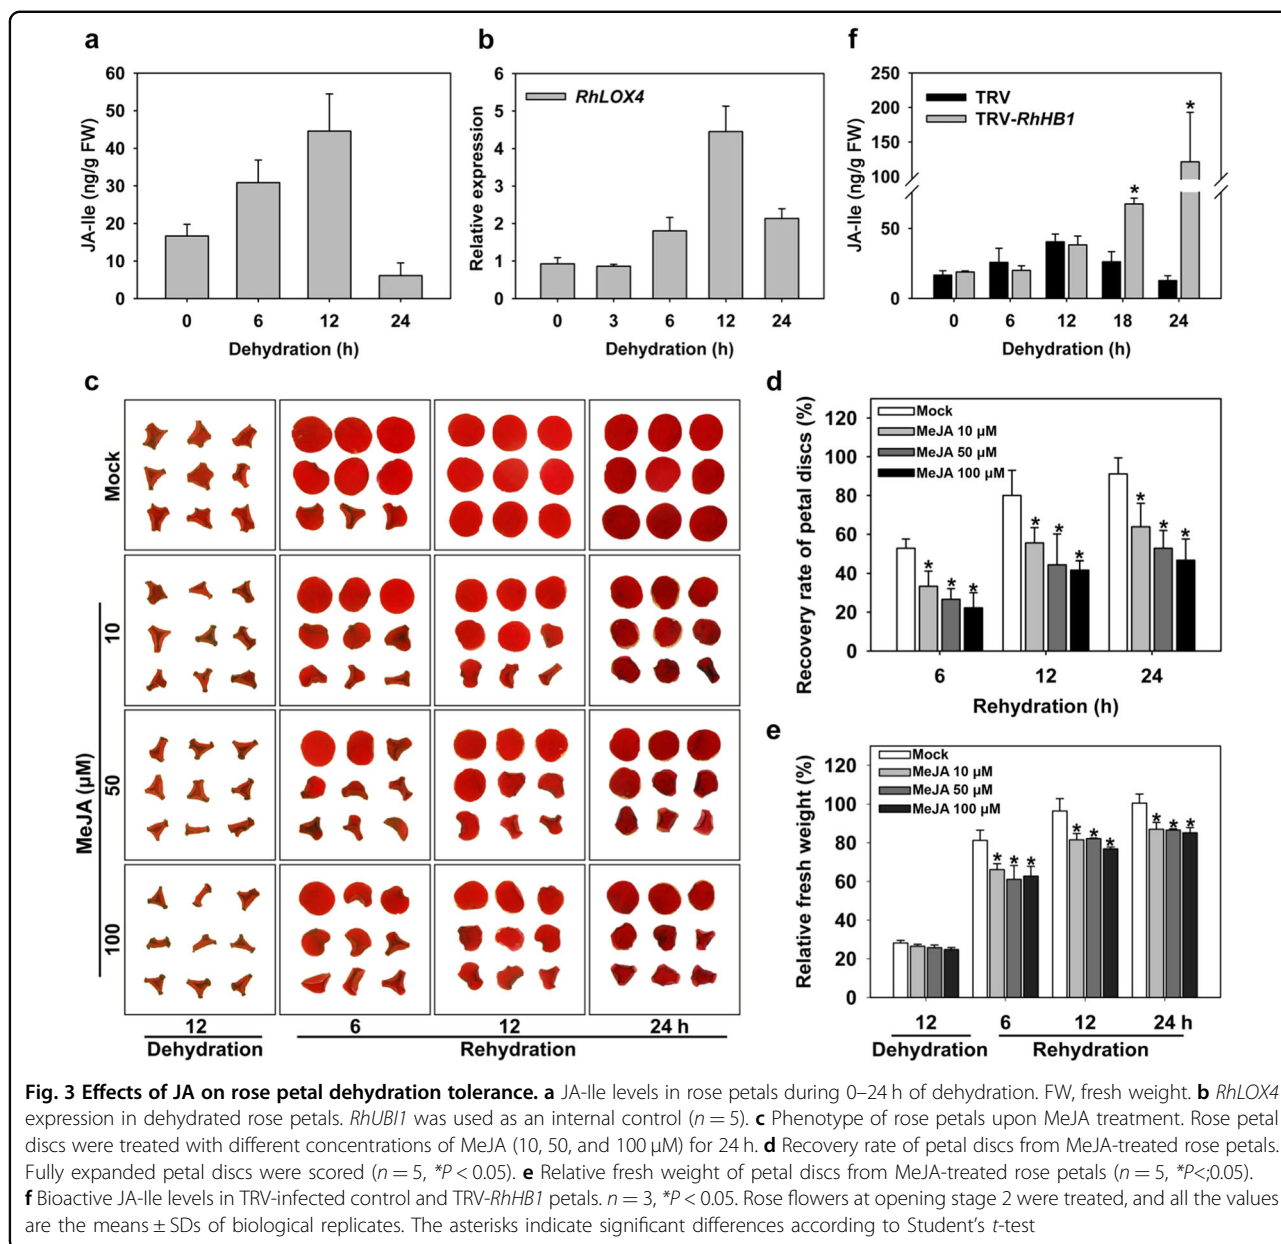 a
60
50
40
30
20
10
0
JA-Ile (ng/g FW)
0 6 12 24
Dehydration (h)
b
6
5
4
3
2
1
0
Relative expression
RhLOX4
0 3 6 12 24
Dehydration (h)
f
250
200
150
100
50
0
JA-Ile (ng/g FW)
TRV
TRV-RhHB1
* *
0 6 12 18 24
Dehydration (h)
c
Mock
10
50
100
MeJA (µM)
12 6 12 24 h
Dehydration Rehydration
d
120
100
80
60
40
20
0
Recovery rate of petal discs (%)
Mock
MeJA 10 µM
MeJA 50 µM
MeJA 100 µM
* * * * * * * * *
6 12 24
Rehydration (h)
e
120
100
80
60
40
20
0
Relative fresh weight (%)
Mock
MeJA 10 µM
MeJA 50 µM
MeJA 100 µM
* * * * * * * * *
12 6 12 24 h
Dehydration Rehydration
Fig. 3 Effects of JA on rose petal dehydration tolerance. a JA-Ile levels in rose petals during 0–24 h of dehydration. FW, fresh weight. b RhLOX4
expression in dehydrated rose petals. RhUBI1 was used as an internal control (n = 5). c Phenotype of rose petals upon MeJA treatment. Rose petal
discs were treated with different concentrations of MeJA (10, 50, and 100 µM) for 24 h. d Recovery rate of petal discs from MeJA-treated rose petals.
Fully expanded petal discs were scored (n = 5, *P < 0.05). e Relative fresh weight of petal discs from MeJA-treated rose petals (n = 5, *P<;0.05).
f Bioactive JA-Ile levels in TRV-infected control and TRV-RhHB1 petals. n = 3, *P < 0.05. Rose flowers at opening stage 2 were treated, and all the values
are the means ± SDs of biological replicates. The asterisks indicate significant differences according to Student's t-test